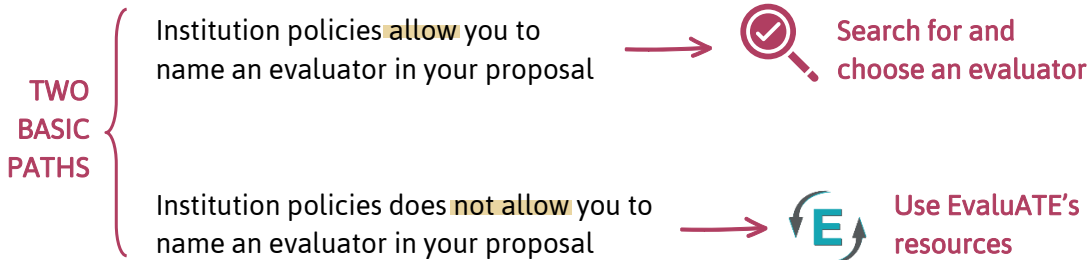 TWO
BASIC
PATHS
Institution policies allow you to
name an evaluator in your proposal
Search for and
choose an evaluator
Institution policies does not allow you to
name an evaluator in your proposal
E
Use EvaluATE's
resources